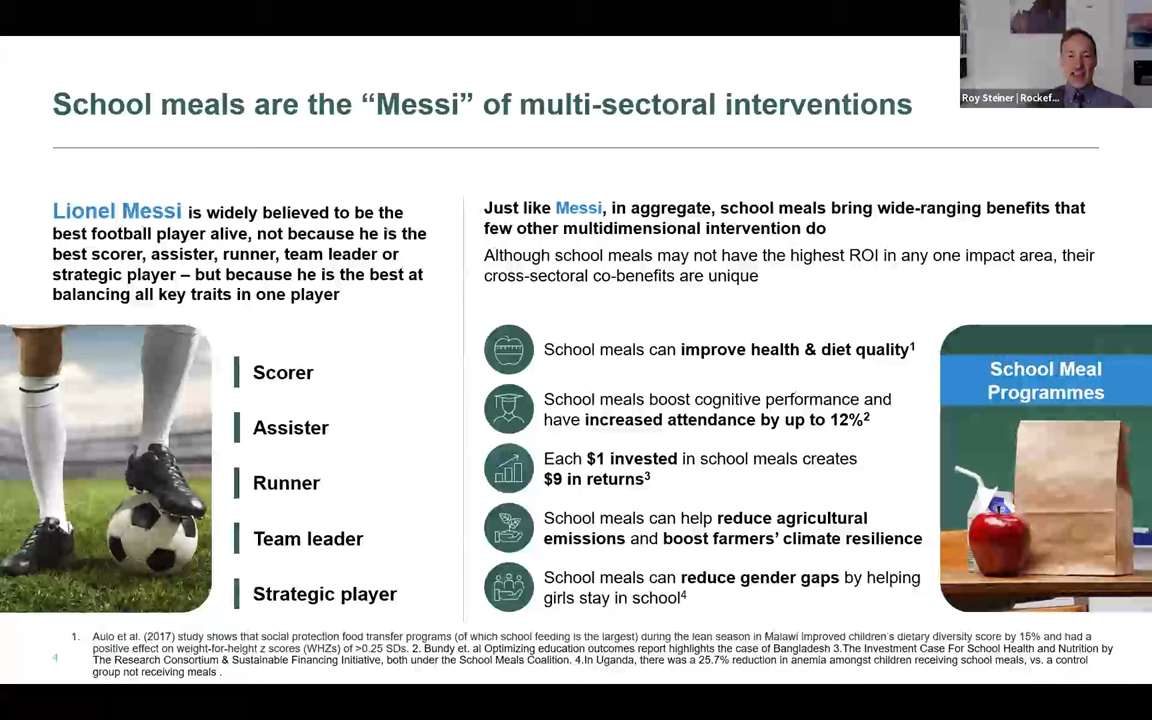 Roy Steiner | Rockef...
School meals are the “Messi” of multi-sectoral interventions
Lionel Messi is widely believed to be the
best football player alive, not because he is the
best scorer, assister, runner, team leader or
strategic player – but because he is the best at
balancing all key traits in one player
Scorer
Assister
Runner
Team leader
Strategic player
Just like Messi, in aggregate, school meals bring wide-ranging benefits that
few other multidimensional intervention do
Although school meals may not have the highest ROI in any one impact area, their
cross-sectoral co-benefits are unique
School meals can improve health & diet quality1
School meals boost cognitive performance and
have increased attendance by up to 12%2
Each $1 invested in school meals creates
$9 in returns3
School meals can help reduce agricultural
emissions and boost farmers’ climate resilience
School meals can reduce gender gaps by helping
girls stay in school4
School Meal
Programmes
1. Aulo et al. (2017) study shows that social protection food transfer programs (of which school feeding is the largest) during the lean season in Malawi improved children's dietary diversity score by 15% and had a
positive effect on weight-for-height z scores (WHZs) of >0.25 SDs. 2. Bundy et. al Optimizing education outcomes report highlights the case of Bangladesh 3.The Investment Case For School Health and Nutrition by
The Research Consortium & Sustainable Financing Initiative, both under the School Meals Coalition. 4.In Uganda, there was a 25.7% reduction in anemia amongst children receiving school meals, vs. a control
group not receiving meals .
4